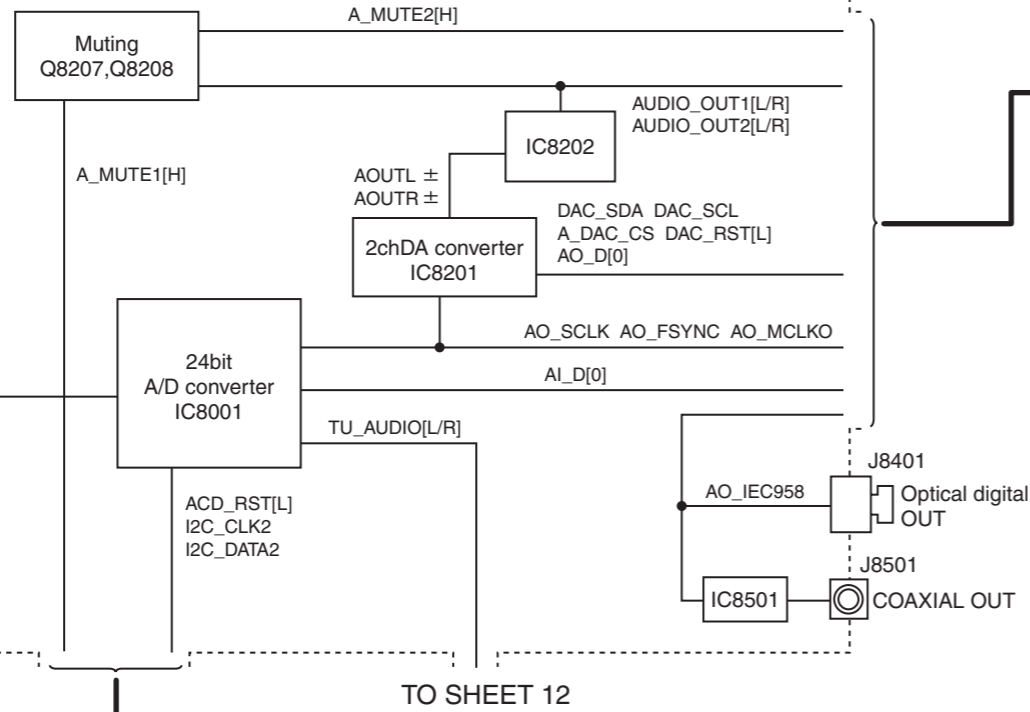 A_MUTE2[H]
Muting
Q8207,Q8208
AUDIO_OUT1[L/R]
AUDIO_OUT2[L/R]
IC8202
A_MUTE1[H]
AOUTL ±
AOUTR ±
DAC_SDA DAC_SCL
A_DAC_CS DAC_RST[L]
AO_D[0]
2chDA converter
IC8201
AO_SCLK AO_FSYNC AO_MCLKO
24bit
A/D converter
IC8001
AI_D[0]
TU_AUDIO[L/R]
J8401
AO_IEC958
Optical digital
OUT
ACD_RST[L]
I2C_CLK2
I2C_DATA2
J8501
IC8501
COAXIAL OUT
TO SHEET 12